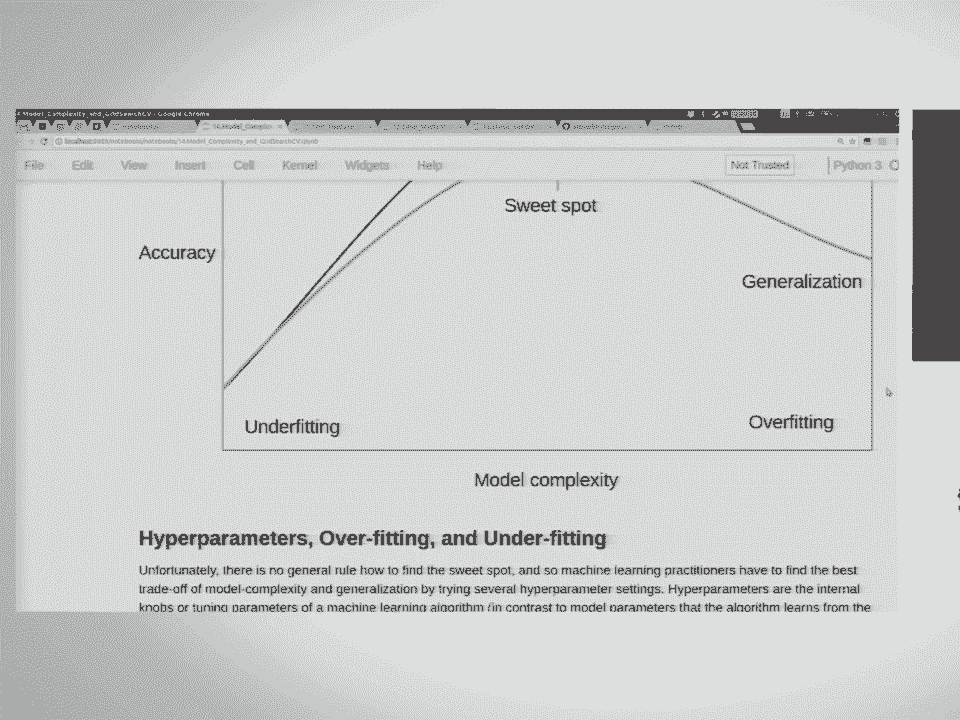 14 Model_Complexity_and_GridSearchCV - Google Chrome
localhost:8888/notebooks/notebooks/14 Model_Complexity_and_GridSearchCV.ipynb
File Edit View Insert Cell Kernel Widgets Help Not Trusted Python 3
Sweet spot
Accuracy
Generalization
Underfitting
Overfitting
Model complexity
Hyperparameters, Over-fitting, and Under-fitting
Unfortunately, there is no general rule how to find the sweet spot, and so machine learning practitioners have to find the best
trade-off of model-complexity and generalization by trying several hyperparameter settings. Hyperparameters are the internal
knobs or tuning parameters of a machine learning algorithm (in contrast to model parameters that the algorithm learns from the